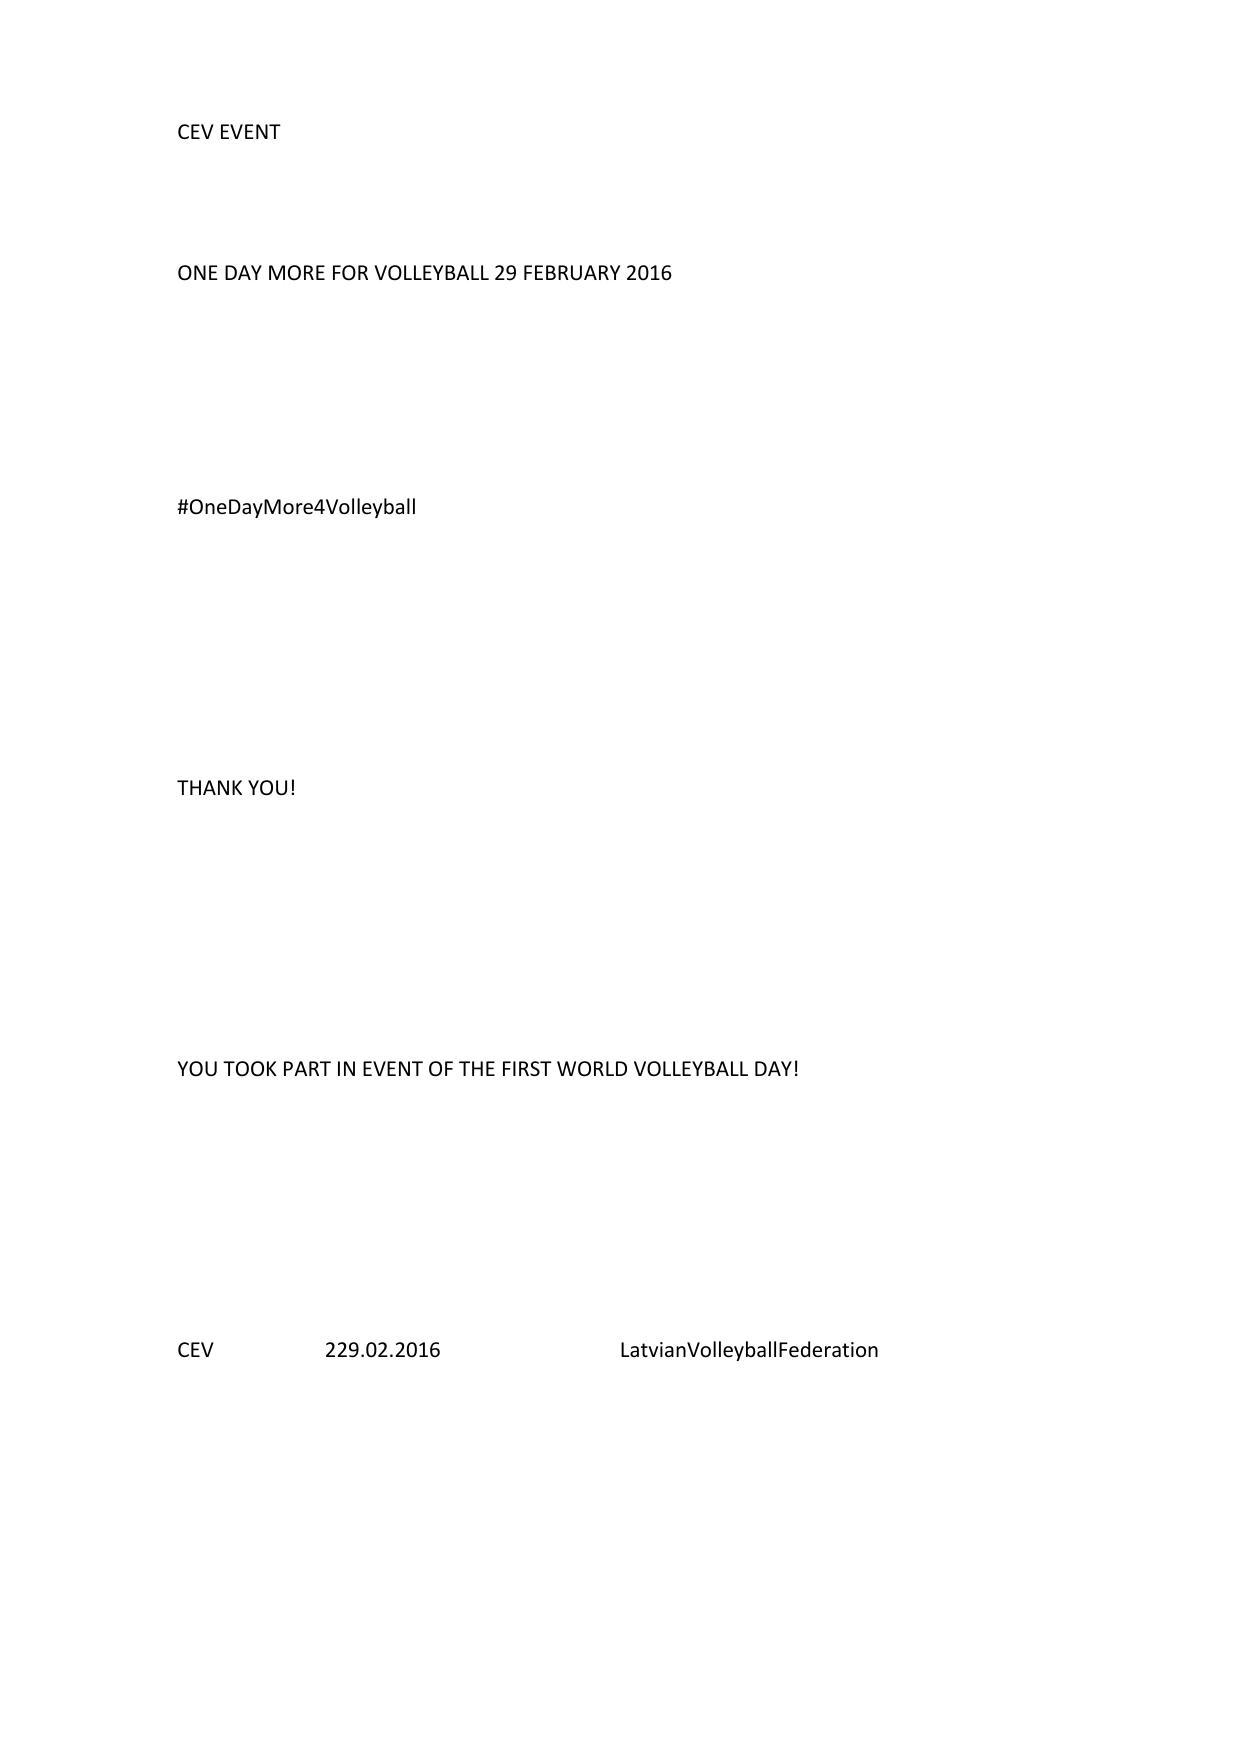 CEV EVENT
ONE DAY MORE FOR VOLLEYBALL 29 FEBRUARY 2016
#OneDayMore4Volleyball
THANK YOU!
YOU TOOK PART IN EVENT OF THE FIRST WORLD VOLLEYBALL DAY!
CEV 229.02.2016 LatvianVolleyballFederation